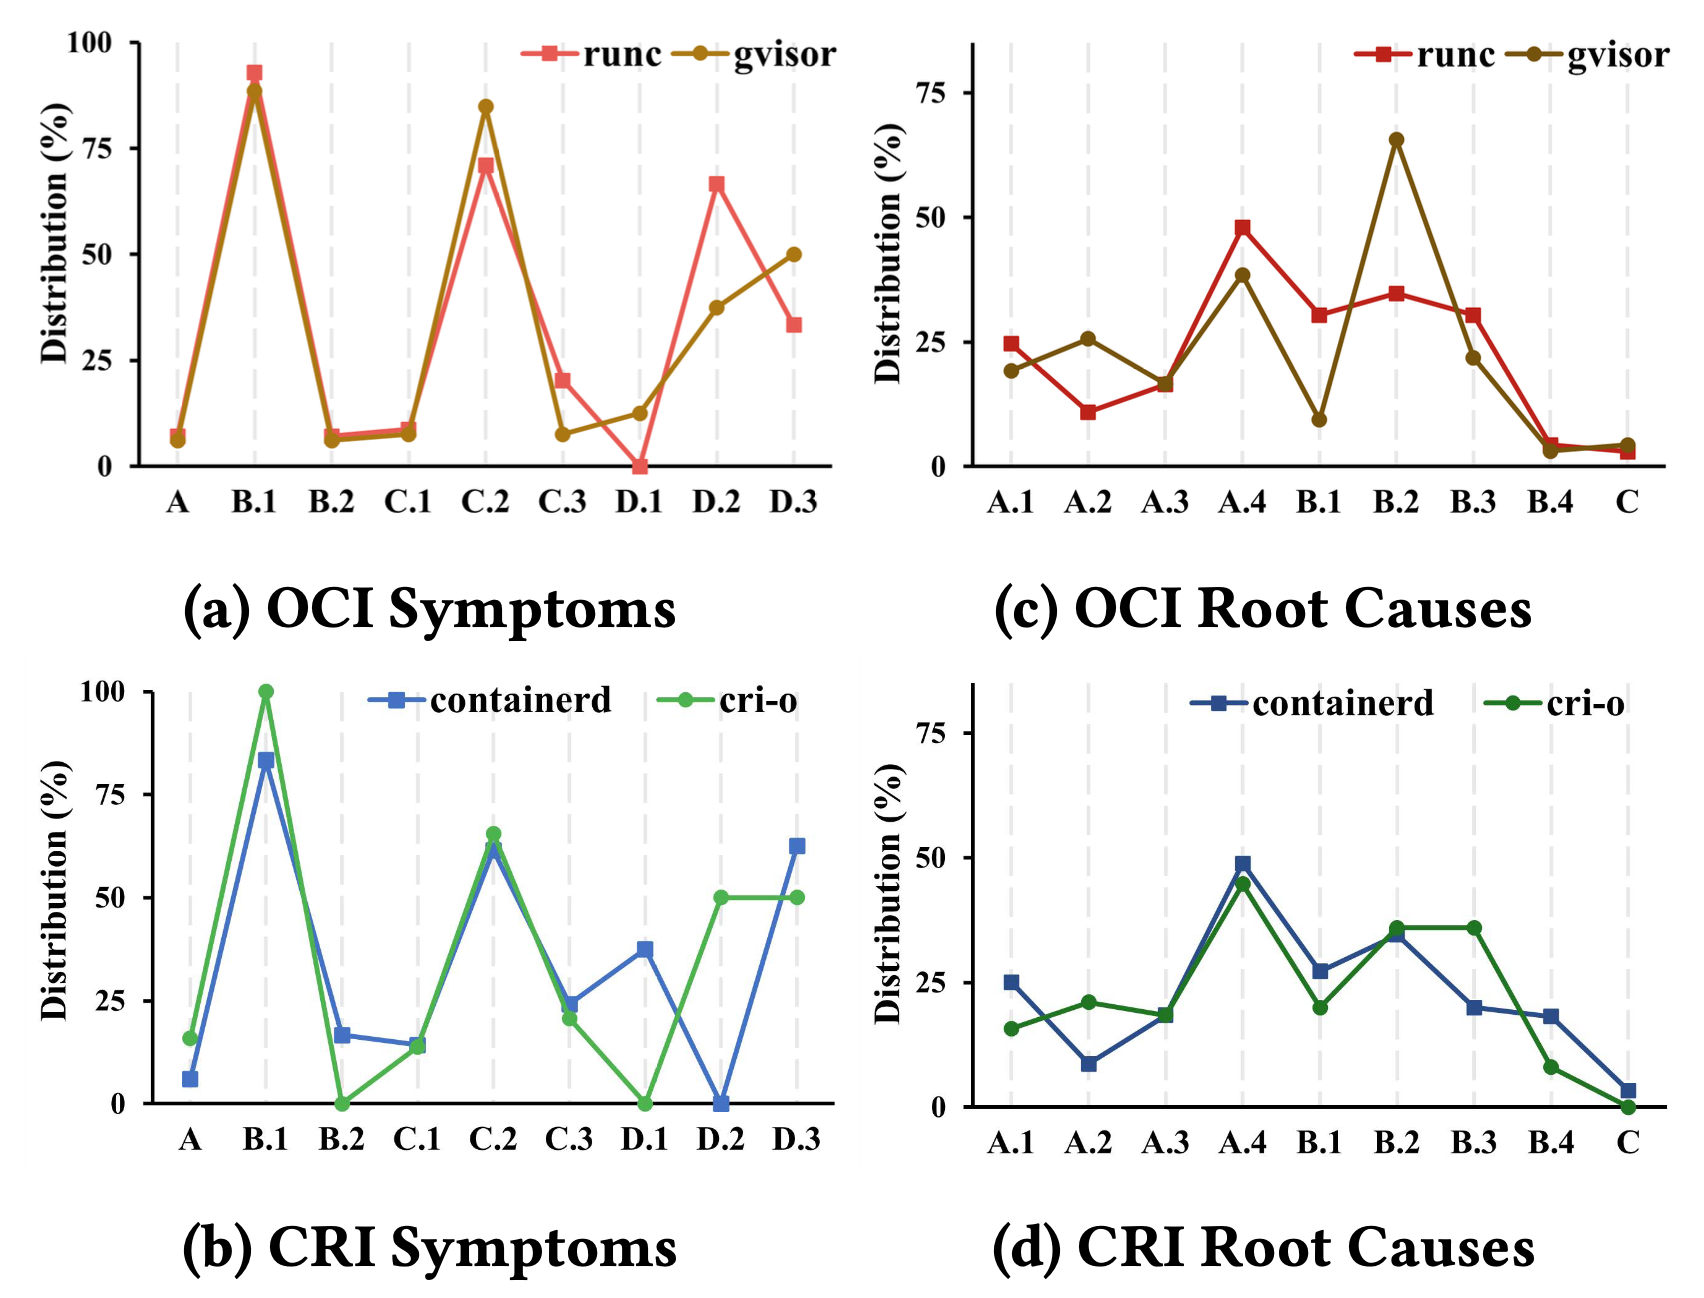 runc gvisor
100
75
50
25
0
Distribution (%)
A B.1 B.2 C.1 C.2 C.3 D.1 D.2 D.3
(a) OCI Symptoms
runc gvisor
75
50
25
0
Distribution (%)
A.1 A.2 A.3 A.4 B.1 B.2 B.3 B.4 C
(c) OCI Root Causes
containerd cri-o
100
75
50
25
0
Distribution (%)
A B.1 B.2 C.1 C.2 C.3 D.1 D.2 D.3
(b) CRI Symptoms
containerd cri-o
75
50
25
0
Distribution (%)
A.1 A.2 A.3 A.4 B.1 B.2 B.3 B.4 C
(d) CRI Root Causes